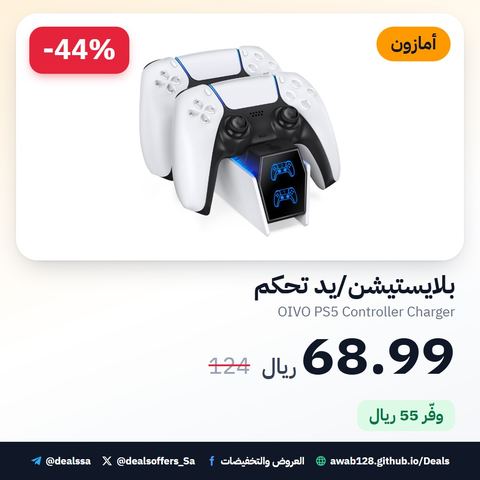 -44%
أمازون
بلايستيشن/يد تحكم
OIVO PS5 Controller Charger
68.99 ريال 124
وفّر 55 ريال
@dealssa @dealsoffers_Sa العروض والتخفيضات awab128.github.io/Deals